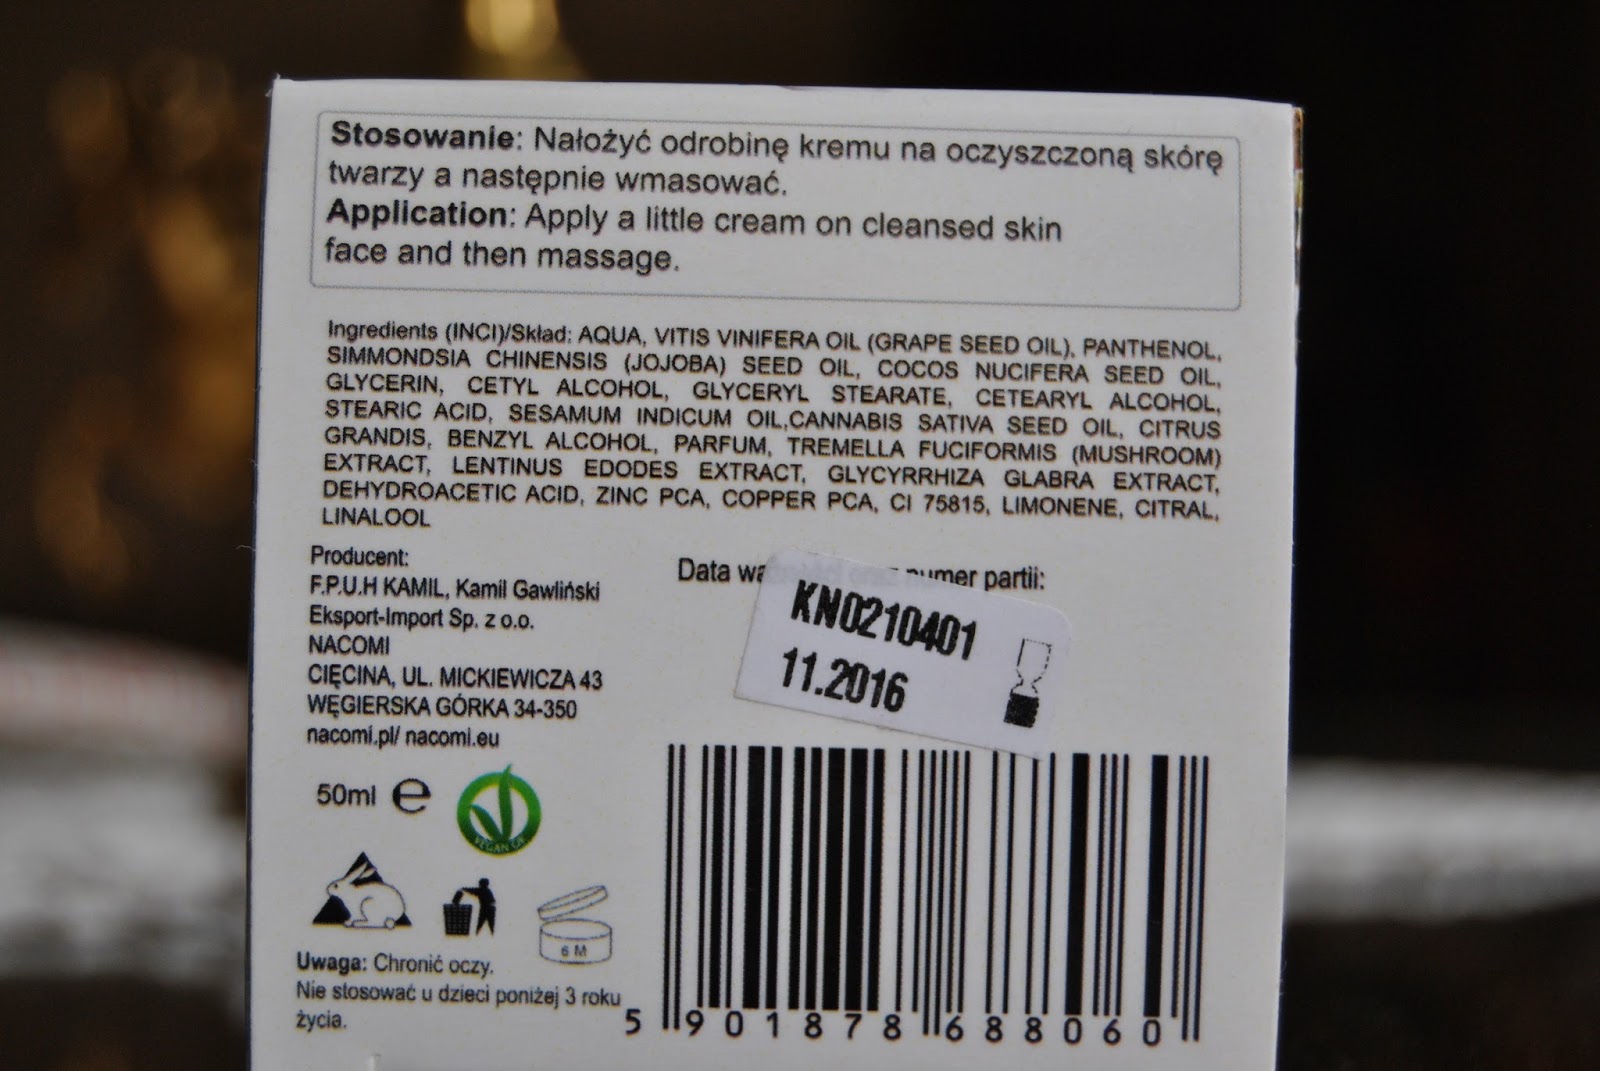 Stosowanie: Nałożyć odrobinę kremu na oczyszczoną skórę
twarzy a następnie wmasować.
Application: Apply a little cream on cleansed skin
face and then massage.
Ingredients (INCI)/Skład: AQUA, VITIS VINIFERA OIL (GRAPE SEED OIL), PANTHENOL,
SIMMONDSIA CHINENSIS (JOJOBA) SEED OIL, COCOS NUCIFERA SEED OIL,
GLYCERIN, CETYL ALCOHOL, GLYCERYL STEARATE, CETEARYL ALCOHOL,
STEARIC ACID, SESAMUM INDICUM OIL,CANNABIS SATIVA SEED OIL, CITRUS
GRANDIS, BENZYL ALCOHOL, PARFUM, TREMELLA FUCIFORMIS (MUSHROOM)
EXTRACT, LENTINUS EDODES EXTRACT, GLYCYRRHIZA GLABRA EXTRACT,
DEHYDROACETIC ACID, ZINC PCA, COPPER PCA, CI 75815, LIMONENE, CITRAL,
LINALOOL
Producent:
F.P.U.H KAMIL, Kamil Gawliński
Eksport-Import Sp. z o.o.
NACOMI
CIĘCINA, UL. MICKIEWICZA 43
WĘGIERSKA GÓRKA 34-350
nacomi.pl/ nacomi.eu
Data oraz numer partii:
KN0210401
11.2016
50ml e
VEGAN OK
6 M
Uwaga: Chronić oczy.
Nie stosować u dzieci poniżej 3 roku
życia.
5 901878 688060